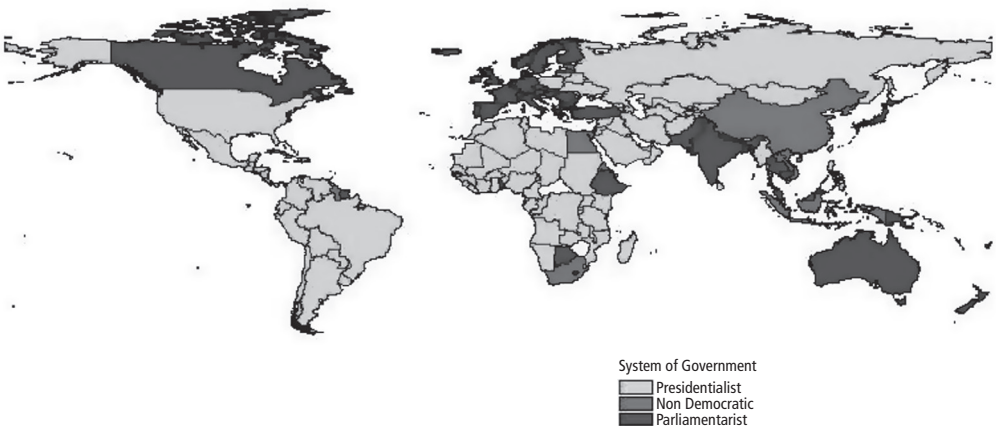 System of Government
Presidentialist
Non Democratic
Parliamentarist